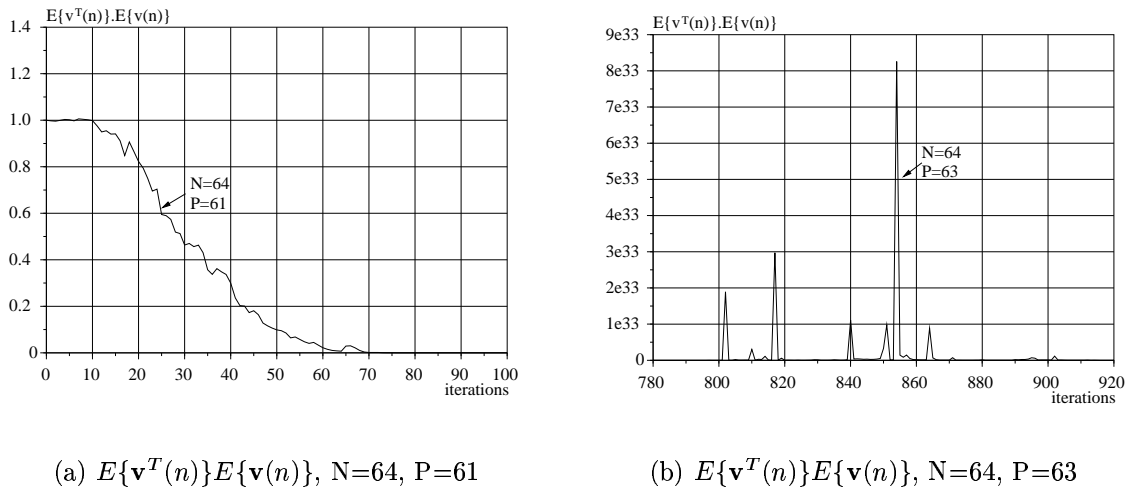 E{v^T(n)}.E{v(n)}
1.4
1.2
1.0
0.8
0.6
0.4
0.2
0
N=64
P=61
0 10 20 30 40 50 60 70 80 90 100
iterations
(a) E{v^T(n)}E{v(n)}, N=64, P=61
E{v^T(n)}.E{v(n)}
9e33
8e33
7e33
6e33
5e33
4e33
3e33
2e33
1e33
0
N=64
P=63
780 800 820 840 860 880 900 920
iterations
(b) E{v^T(n)}E{v(n)}, N=64, P=63